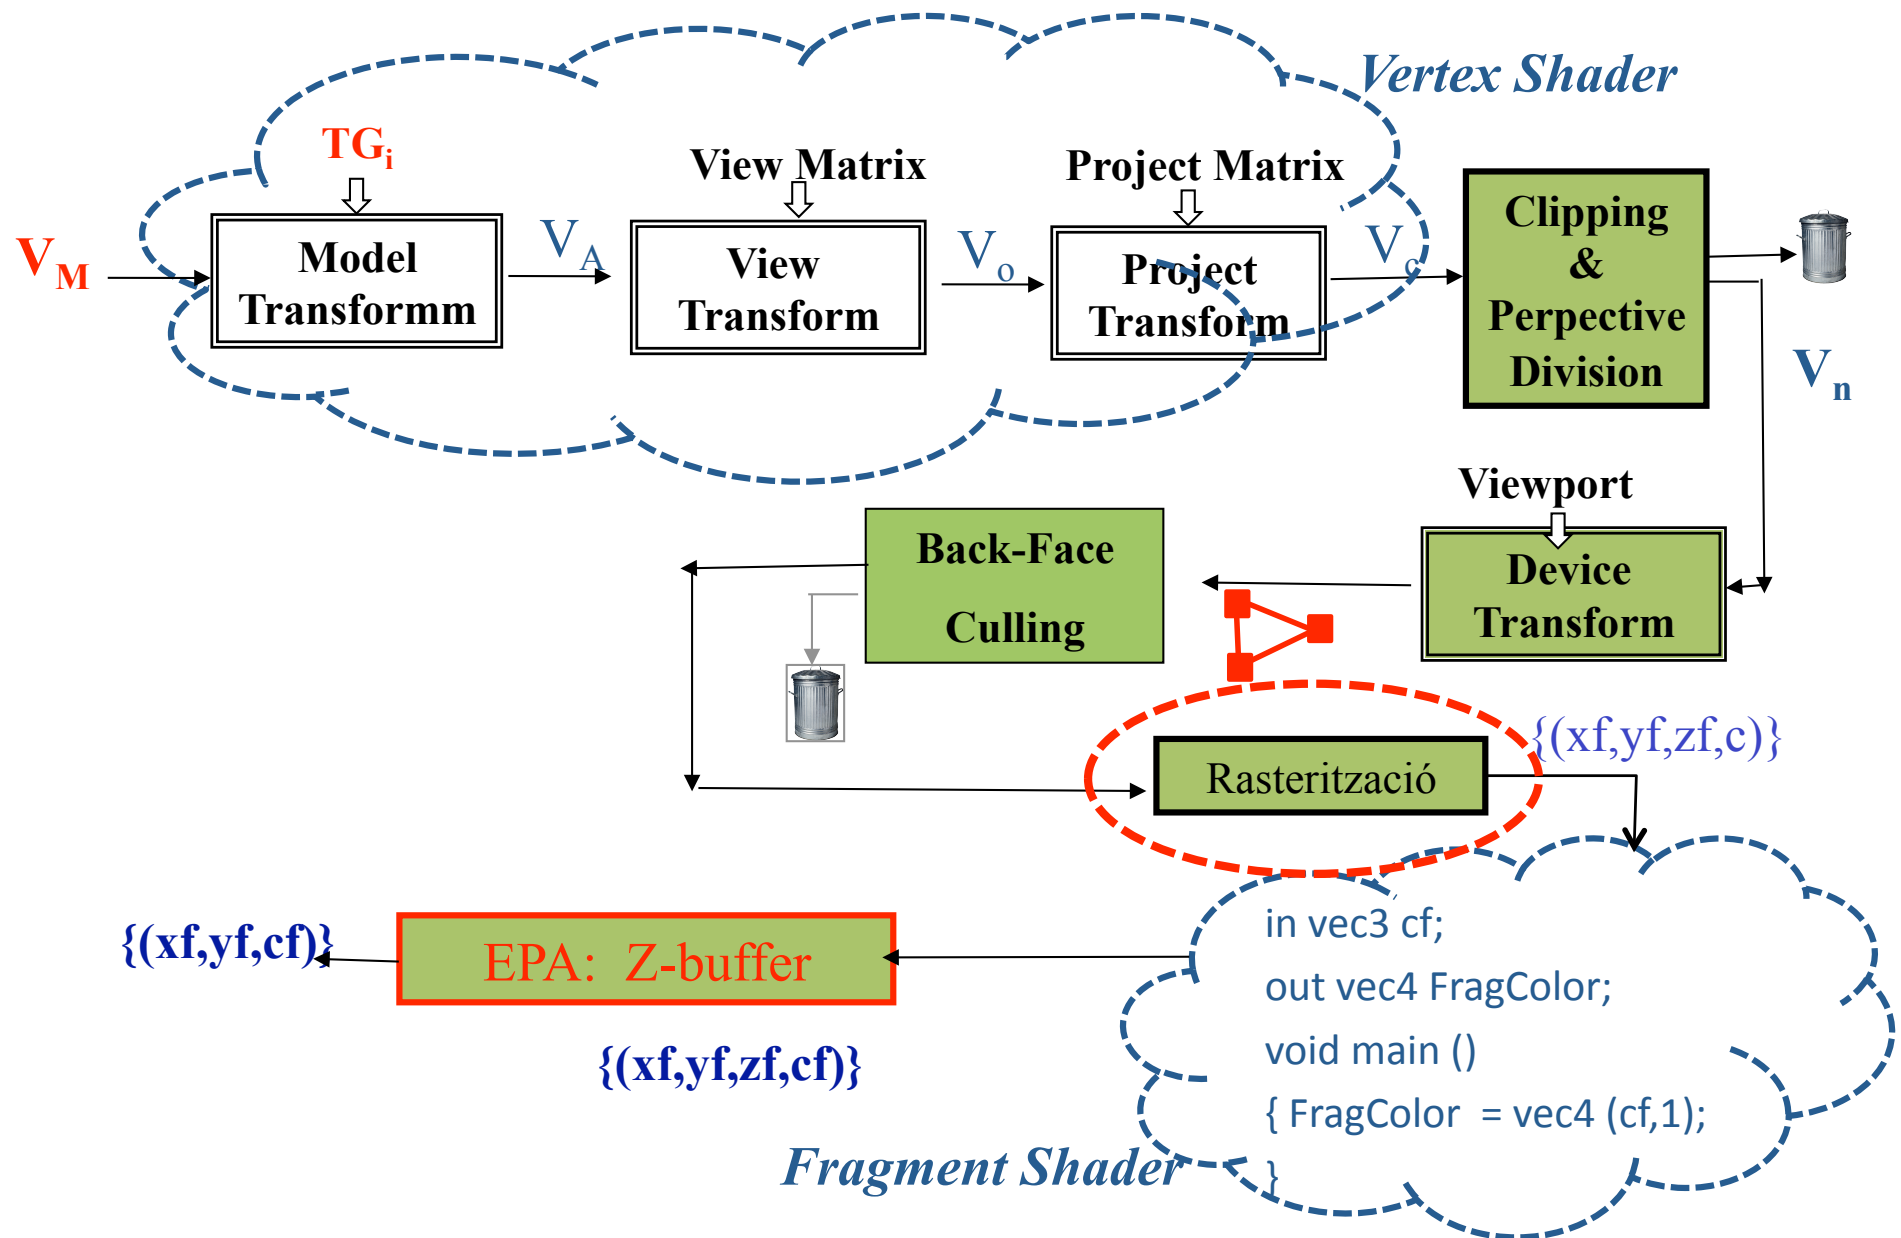 Vertex Shader
TGi
View Matrix
Project Matrix
VM
Model
Transformm
VA
View
Transform
Vo
Project
Transform
Vc
Clipping
&
Perpective
Division
Vn
Viewport
Device
Transform
Back-Face
Culling
Rasterització
{(xf,yf,zf,c)}
in vec3 cf;
out vec4 FragColor;
void main ()
{ FragColor = vec4 (cf,1);
}
Fragment Shader
EPA: Z-buffer
{(xf,yf,zf,cf)}
{(xf,yf,cf)}